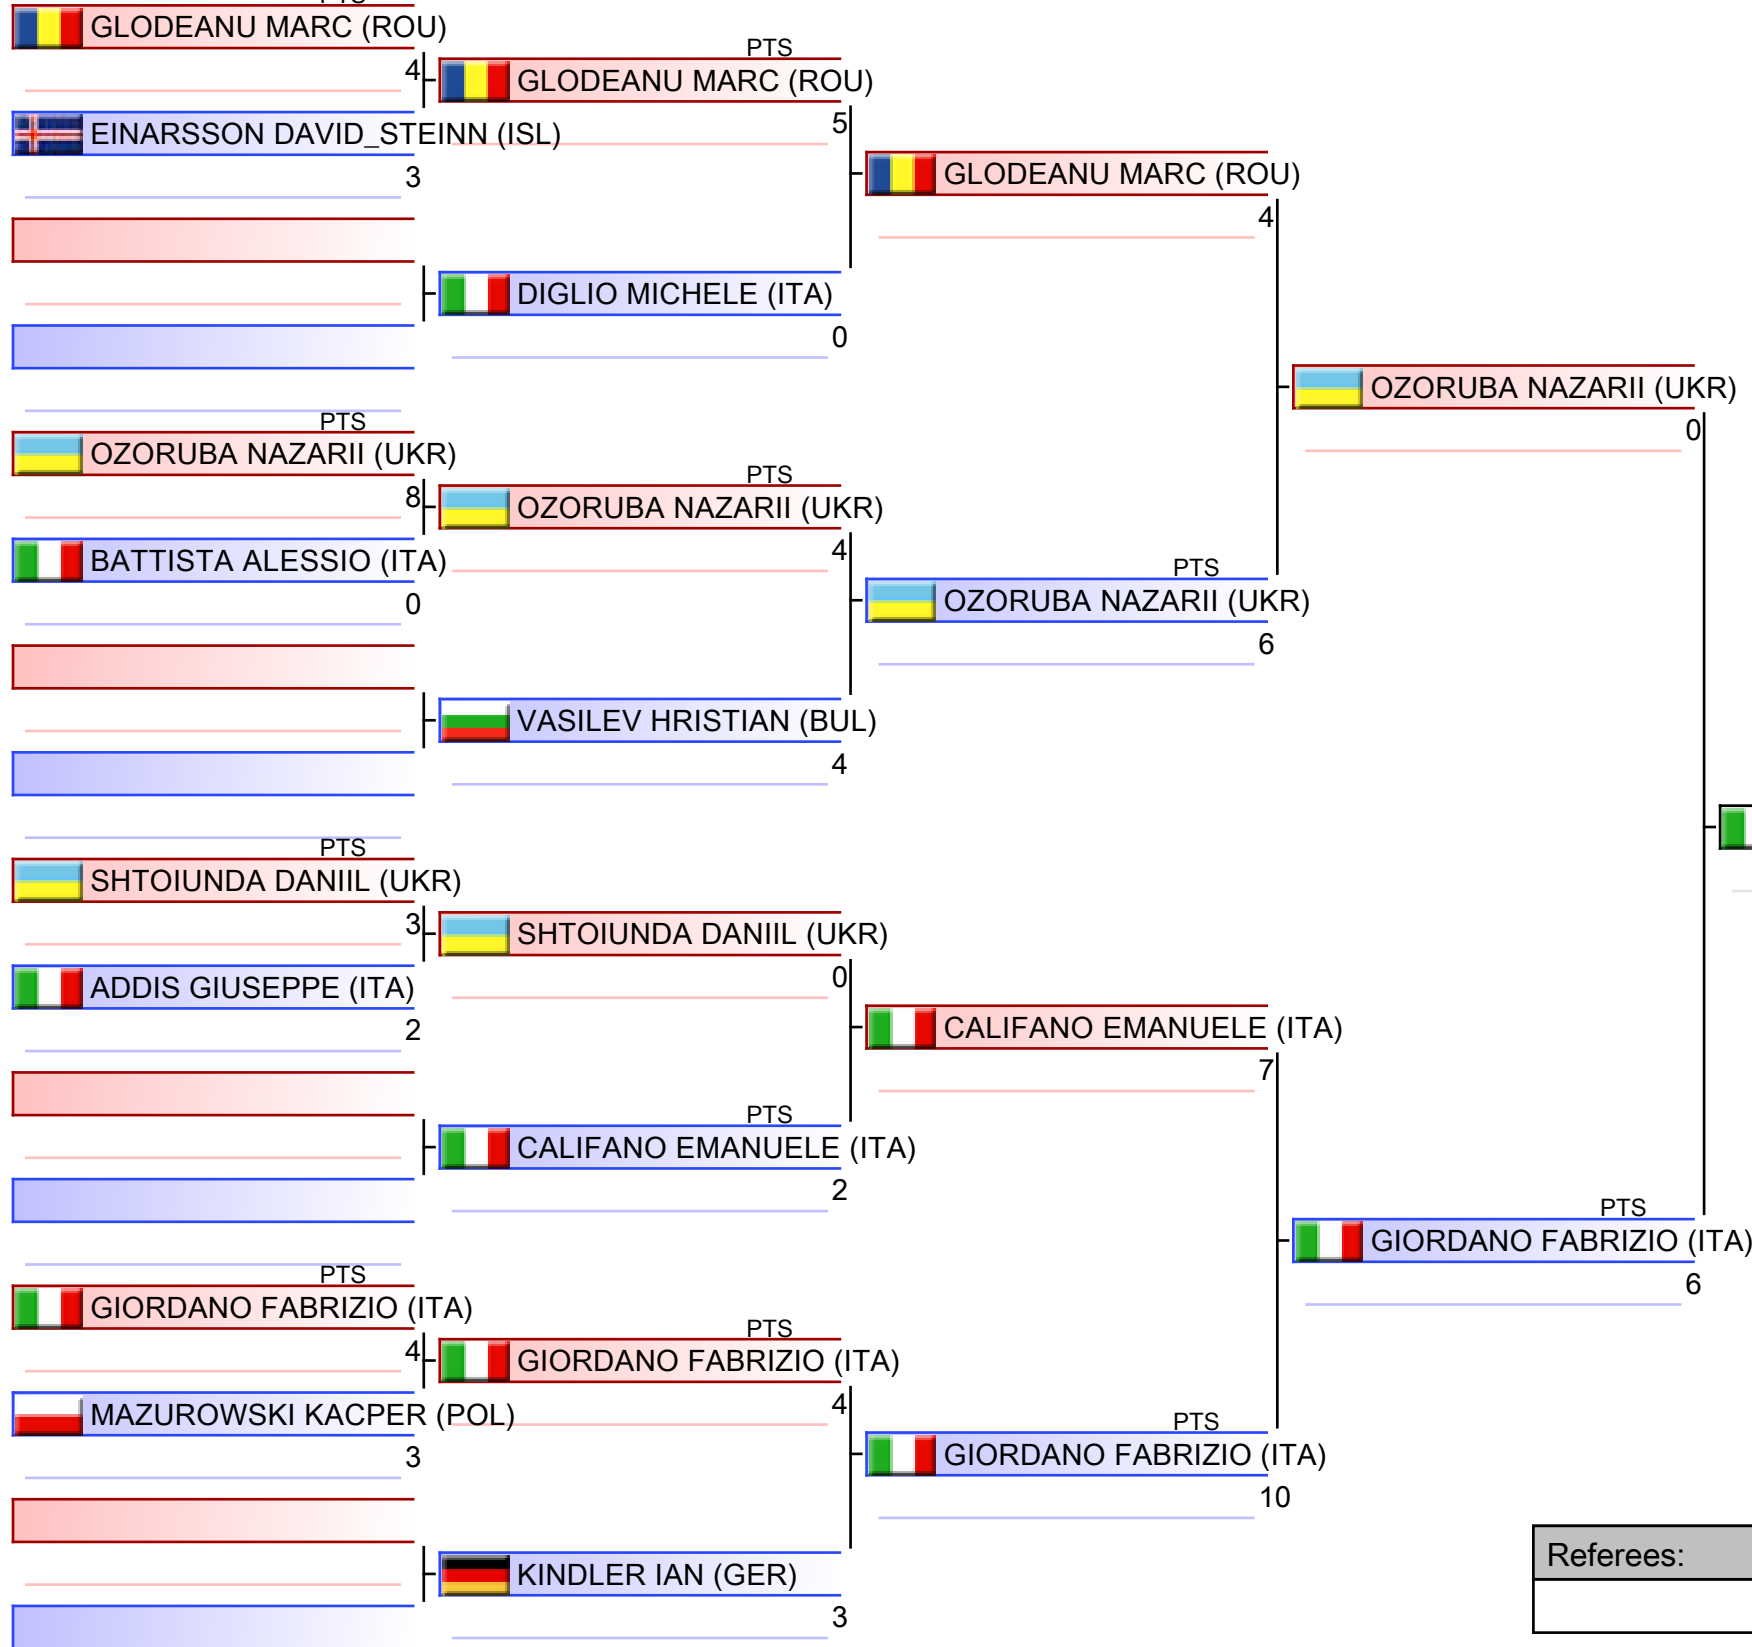 PTS
GLODEANU MARC (ROU)
4
EINARSSON DAVID_STEINN (ISL)
3
PTS
OZORUBA NAZARII (UKR)
8
BATTISTA ALESSIO (ITA)
0
PTS
SHTOIUNDA DANIIL (UKR)
3
ADDIS GIUSEPPE (ITA)
2
PTS
GIORDANO FABRIZIO (ITA)
4
MAZUROWSKI KACPER (POL)
3
PTS
GLODEANU MARC (ROU)
5
DIGLIO MICHELE (ITA)
0
PTS
OZORUBA NAZARII (UKR)
4
VASILEV HRISTIAN (BUL)
4
SHTOIUNDA DANIIL (UKR)
0
PTS
CALIFANO EMANUELE (ITA)
2
PTS
GIORDANO FABRIZIO (ITA)
4
KINDLER IAN (GER)
3
GLODEANU MARC (ROU)
4
PTS
OZORUBA NAZARII (UKR)
6
CALIFANO EMANUELE (ITA)
7
PTS
GIORDANO FABRIZIO (ITA)
10
OZORUBA NAZARII (UKR)
0
PTS
GIORDANO FABRIZIO (ITA)
6
Referees: